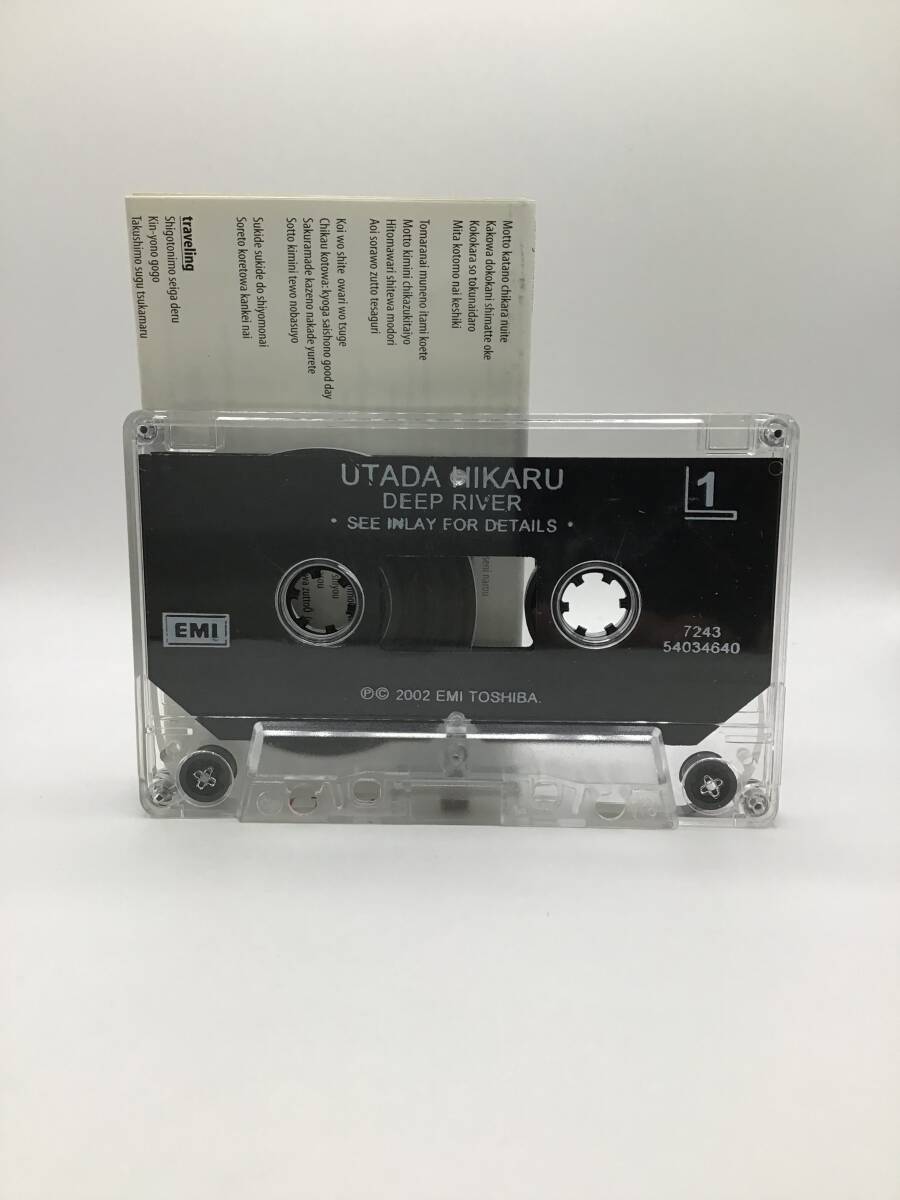 Motto katano chikara nuite
Kakowa dokokani shimatte oke
Kokokara so tokunaidaro
Mita kotomo nai keshiki
Tomaranai muneno itami koete
Motto kimini chikazukitaiyo
Hitomawari shitewa modori
Aoi sorawo zutto tesaguri
Koi wo shite owari wo tsuge
Chikau kotowa: kyoga saishono good day
Sakuramade kazeno nakade yurete
Sotto kimini tewo nobasuyo
Sukide sukide do shiyomonai
Soreto koretowa kankei nai
traveling
Shigotonimo seiga deru
Kin-yono gogo
Takushimo sugu tsukamaru
UTADA HIKARU
DEEP RIVER
• SEE INLAY FOR DETAILS •
1
EMI
7243
54034640
℗© 2002 EMI TOSHIBA.